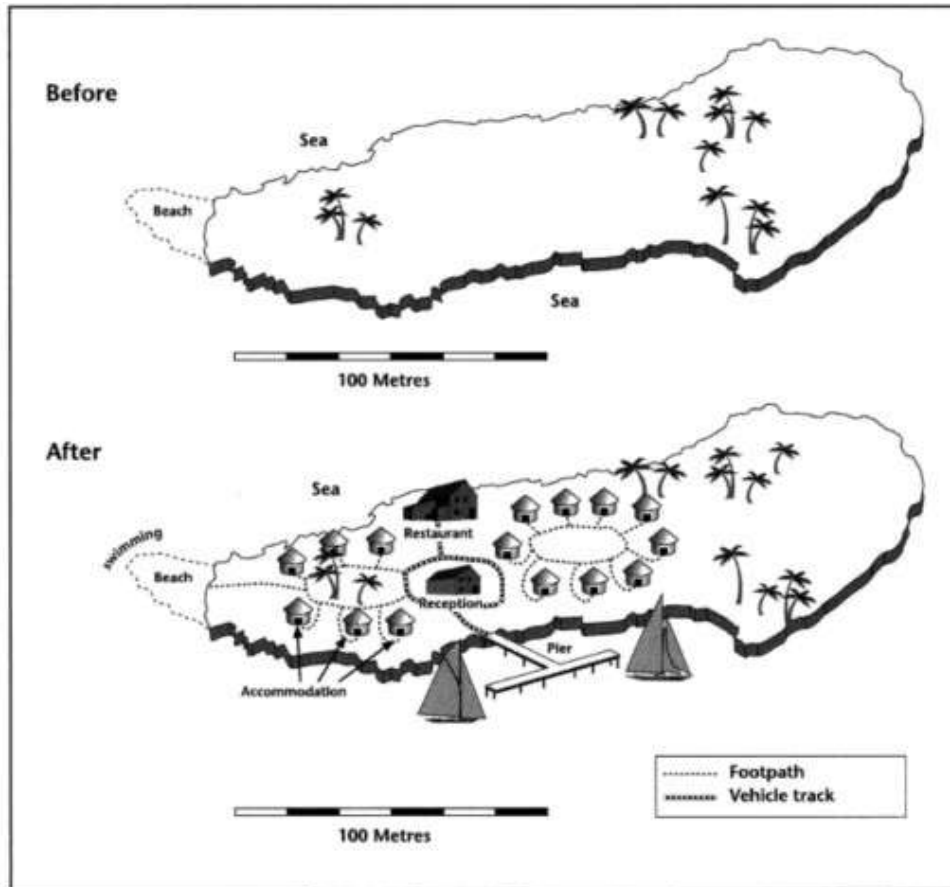 Before
Sea
Beach
Sea
100 Metres
After
Sea
swimming
Restaurant
Beach
Reception
Pier
Accommodation
Footpath
Vehicle track
100 Metres